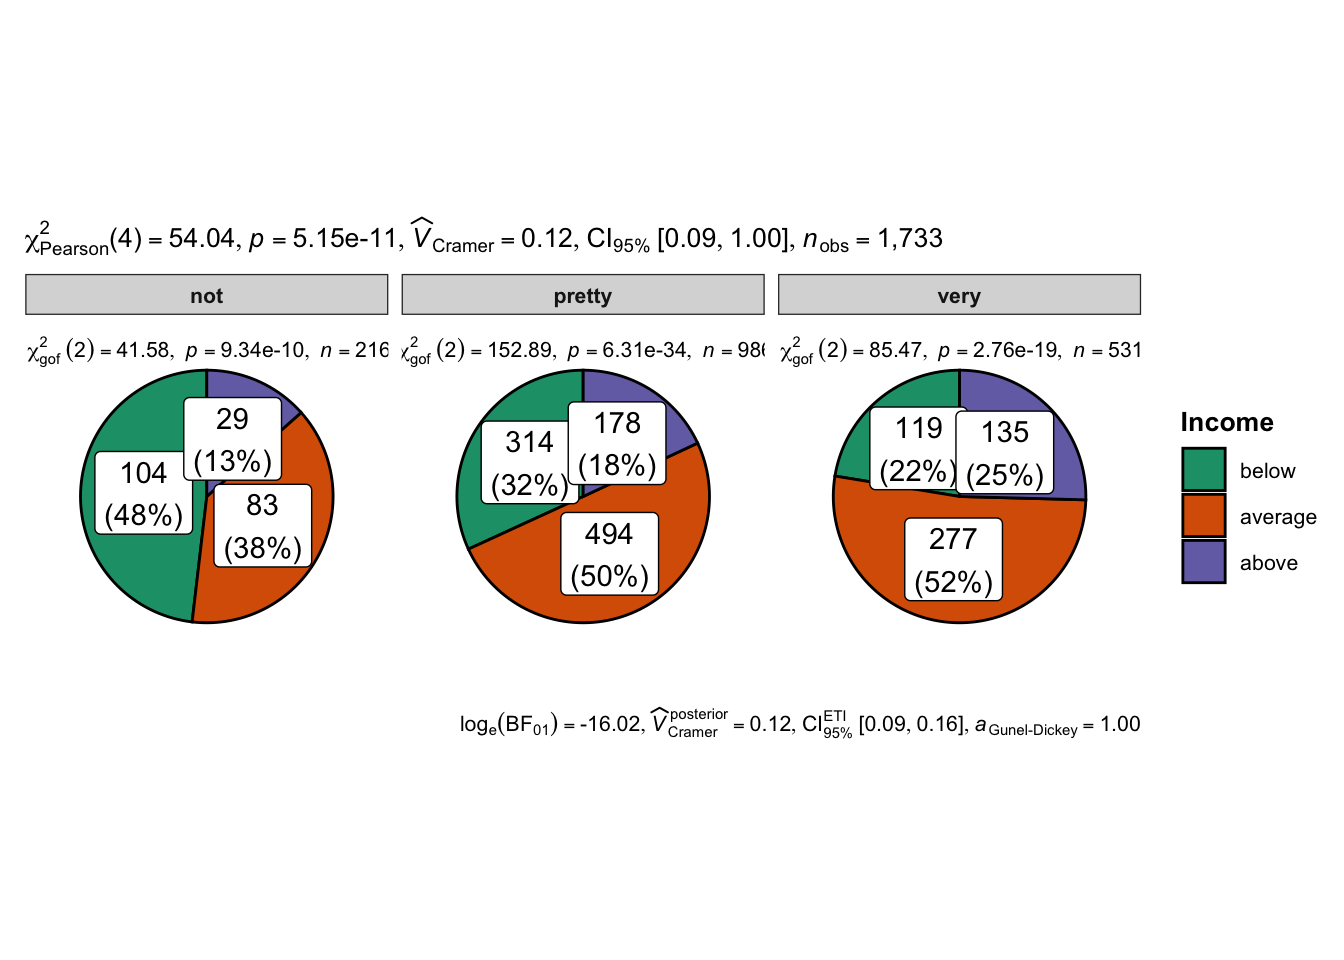 χ²Pearson(4) = 54.04, p = 5.15e-11, V̂Cramer = 0.12, CI95% [0.09, 1.00], nobs = 1,733
not
pretty
very
χ²gof (2) = 41.58, p = 9.34e-10, n = 216
χ²gof (2) = 152.89, p = 6.31e-34, n = 986
χ²gof (2) = 85.47, p = 2.76e-19, n = 531
29
(13%)
104
(48%)
83
(38%)
178
(18%)
314
(32%)
494
(50%)
119
(22%)
135
(25%)
277
(52%)
Income
below
average
above
loge(BF01) = -16.02, V̂Cramer posterior = 0.12, CI95% ETI [0.09, 0.16], aGunel-Dickey = 1.00